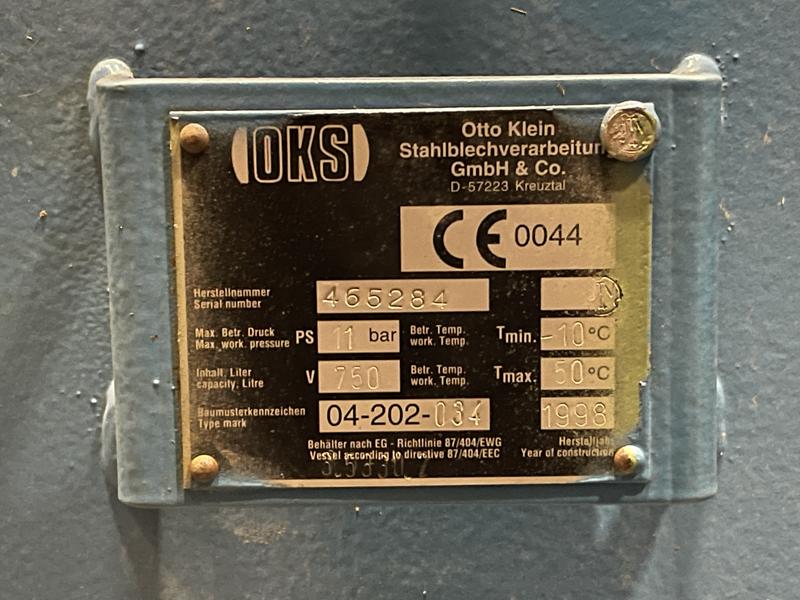 OKS
Otto Klein
Stahlblechverarbeitun
GmbH & Co.
D-57223 Kreuztal
CE 0044
Herstellnummer
Serial number
465284
Max. Betr. Druck
Max. work. pressure
PS 11 bar
Betr. Temp.
work. Temp.
Tmin. -10 °C
Inhalt, Liter
capacity, Litre
V 750
Betr. Temp.
work. Temp.
Tmax. 50 °C
Baumusterkennzeichen
Type mark
04-202-034
1998
Behälter nach EG - Richtlinie 87/404/EWG
Vessel according to directive 87/404/EEC
Herstelljahr
Year of construction